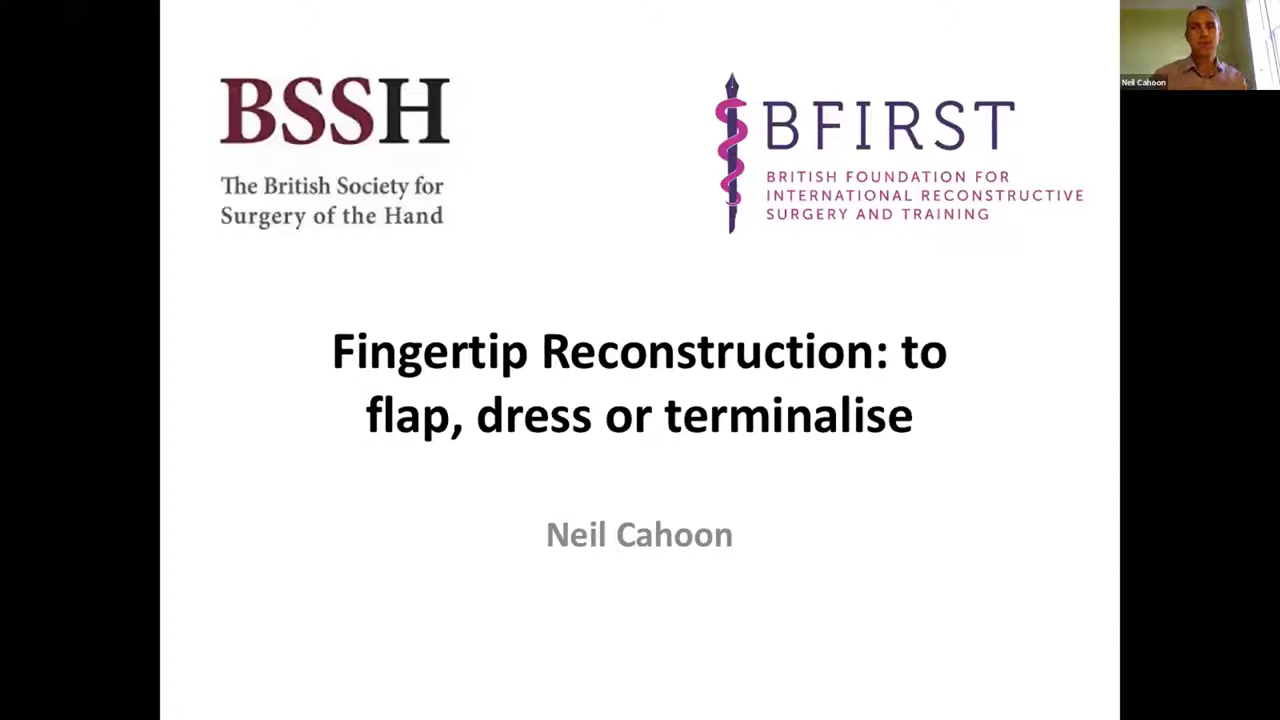 BSSH
The British Society for
Surgery of the Hand
BFIRST
BRITISH FOUNDATION FOR
INTERNATIONAL RECONSTRUCTIVE
SURGERY AND TRAINING
Neil Cahoon
Fingertip Reconstruction: to
flap, dress or terminalise
Neil Cahoon